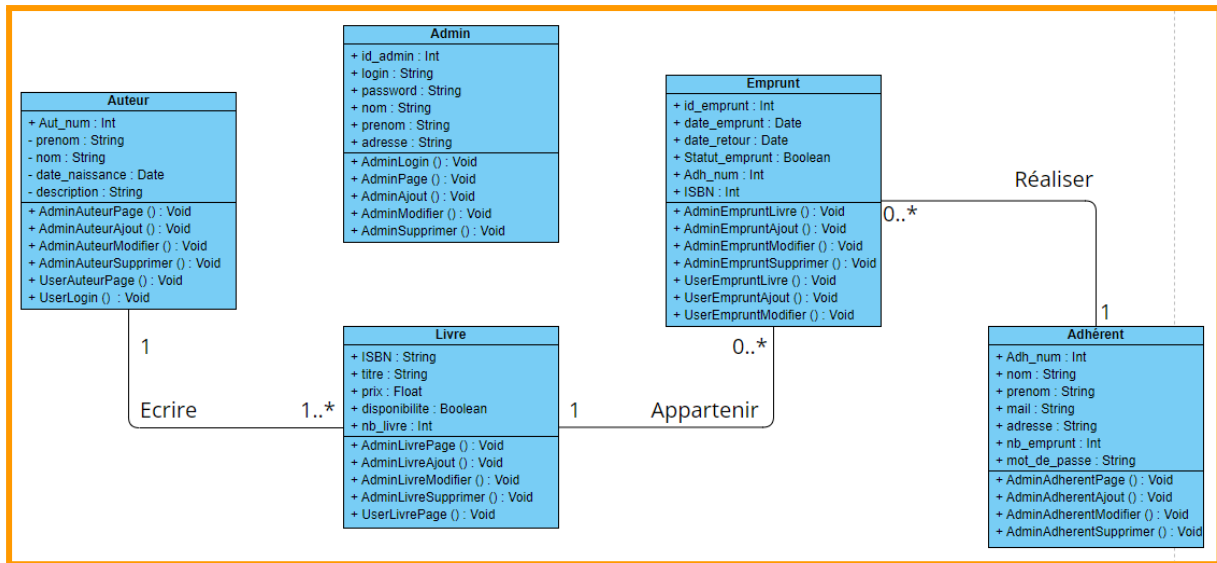 Admin
+ id_admin : Int
+ login : String
+ password : String
+ nom : String
+ prenom : String
+ adresse : String
+ AdminLogin () : Void
+ AdminPage () : Void
+ AdminAjout () : Void
+ AdminModifier () : Void
+ AdminSupprimer () : Void
Auteur
+ Aut_num : Int
- prenom : String
- nom : String
- date_naissance : Date
- description : String
+ AdminAuteurPage () : Void
+ AdminAuteurAjout () : Void
+ AdminAuteurModifier () : Void
+ AdminAuteurSupprimer () : Void
+ UserAuteurPage () : Void
+ UserLogin () : Void
Emprunt
+ id_emprunt : Int
+ date_emprunt : Date
+ date_retour : Date
+ Statut_emprunt : Boolean
+ Adh_num : Int
+ ISBN : Int
+ AdminEmpruntLivre () : Void
+ AdminEmpruntAjout () : Void
+ AdminEmpruntModifier () : Void
+ AdminEmpruntSupprimer () : Void
+ UserEmpruntLivre () : Void
+ UserEmpruntAjout () : Void
+ UserEmpruntModifier () : Void
Réaliser
0..*
1
1
Ecrire
1..*
Livre
+ ISBN : String
+ titre : String
+ prix : Float
+ disponibilite : Boolean
+ nb_livre : Int
+ AdminLivrePage () : Void
+ AdminLivreAjout () : Void
+ AdminLivreModifier () : Void
+ AdminLivreSupprimer () : Void
+ UserLivrePage () : Void
1
Appartenir
0..*
Adhérent
+ Adh_num : Int
+ nom : String
+ prenom : String
+ mail : String
+ adresse : String
+ nb_emprunt : Int
+ mot_de_passe : String
+ AdminAdherentPage () : Void
+ AdminAdherentAjout () : Void
+ AdminAdherentModifier () : Void
+ AdminAdherentSupprimer () : Void